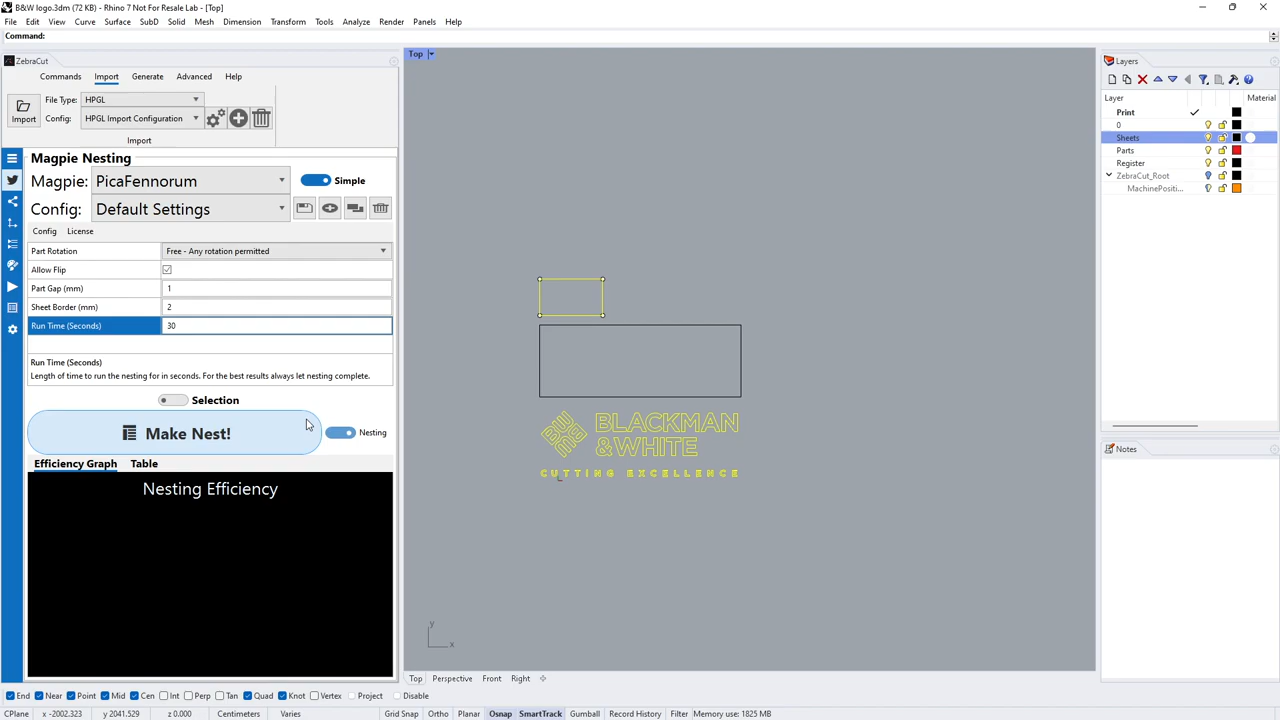 B&W logo.3dm (72 KB) - Rhino 7 Not For Resale Lab - [Top]
File Edit View Curve Surface SubD Solid Mesh Dimension Transform Tools Analyze Render Panels Help
Command:
ZebraCut
Commands Import Generate Advanced Help
Import
File Type: HPGL
Config: HPGL Import Configuration
Import
Magpie Nesting
Magpie: PicaFennorum Simple
Config: Default Settings
Config License
Part Rotation Free - Any rotation permitted
Allow Flip
Part Gap (mm) 1
Sheet Border (mm) 2
Run Time (Seconds) 30
Run Time (Seconds)
Length of time to run the nesting for in seconds. For the best results always let nesting complete.
Selection
Make Nest! Nesting
Efficiency Graph Table
Nesting Efficiency
Top
BLACKMAN
&WHITE
CUTTING EXCELLENCE
y
x
Top Perspective Front Right
Layers
Layer Material
Print
0
Sheets
Parts
Register
ZebraCut_Root
MachinePositi...
Notes
End Near Point Mid Cen Int Perp Tan Quad Knot Vertex Project Disable
CPlane x -2002.323 y 2041.529 z 0.000 Centimeters Varies Grid Snap Ortho Planar Osnap SmartTrack Gumball Record History Filter Memory use: 1825 MB